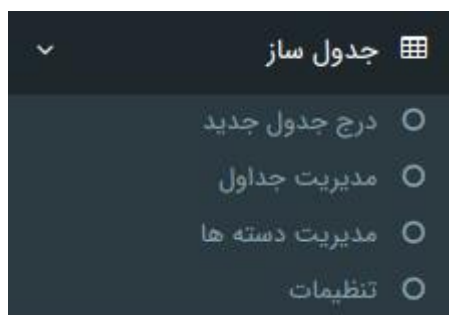 جدول ساز
درج جدول جدید
مدیریت جداول
مدیریت دسته ها
تنظیمات